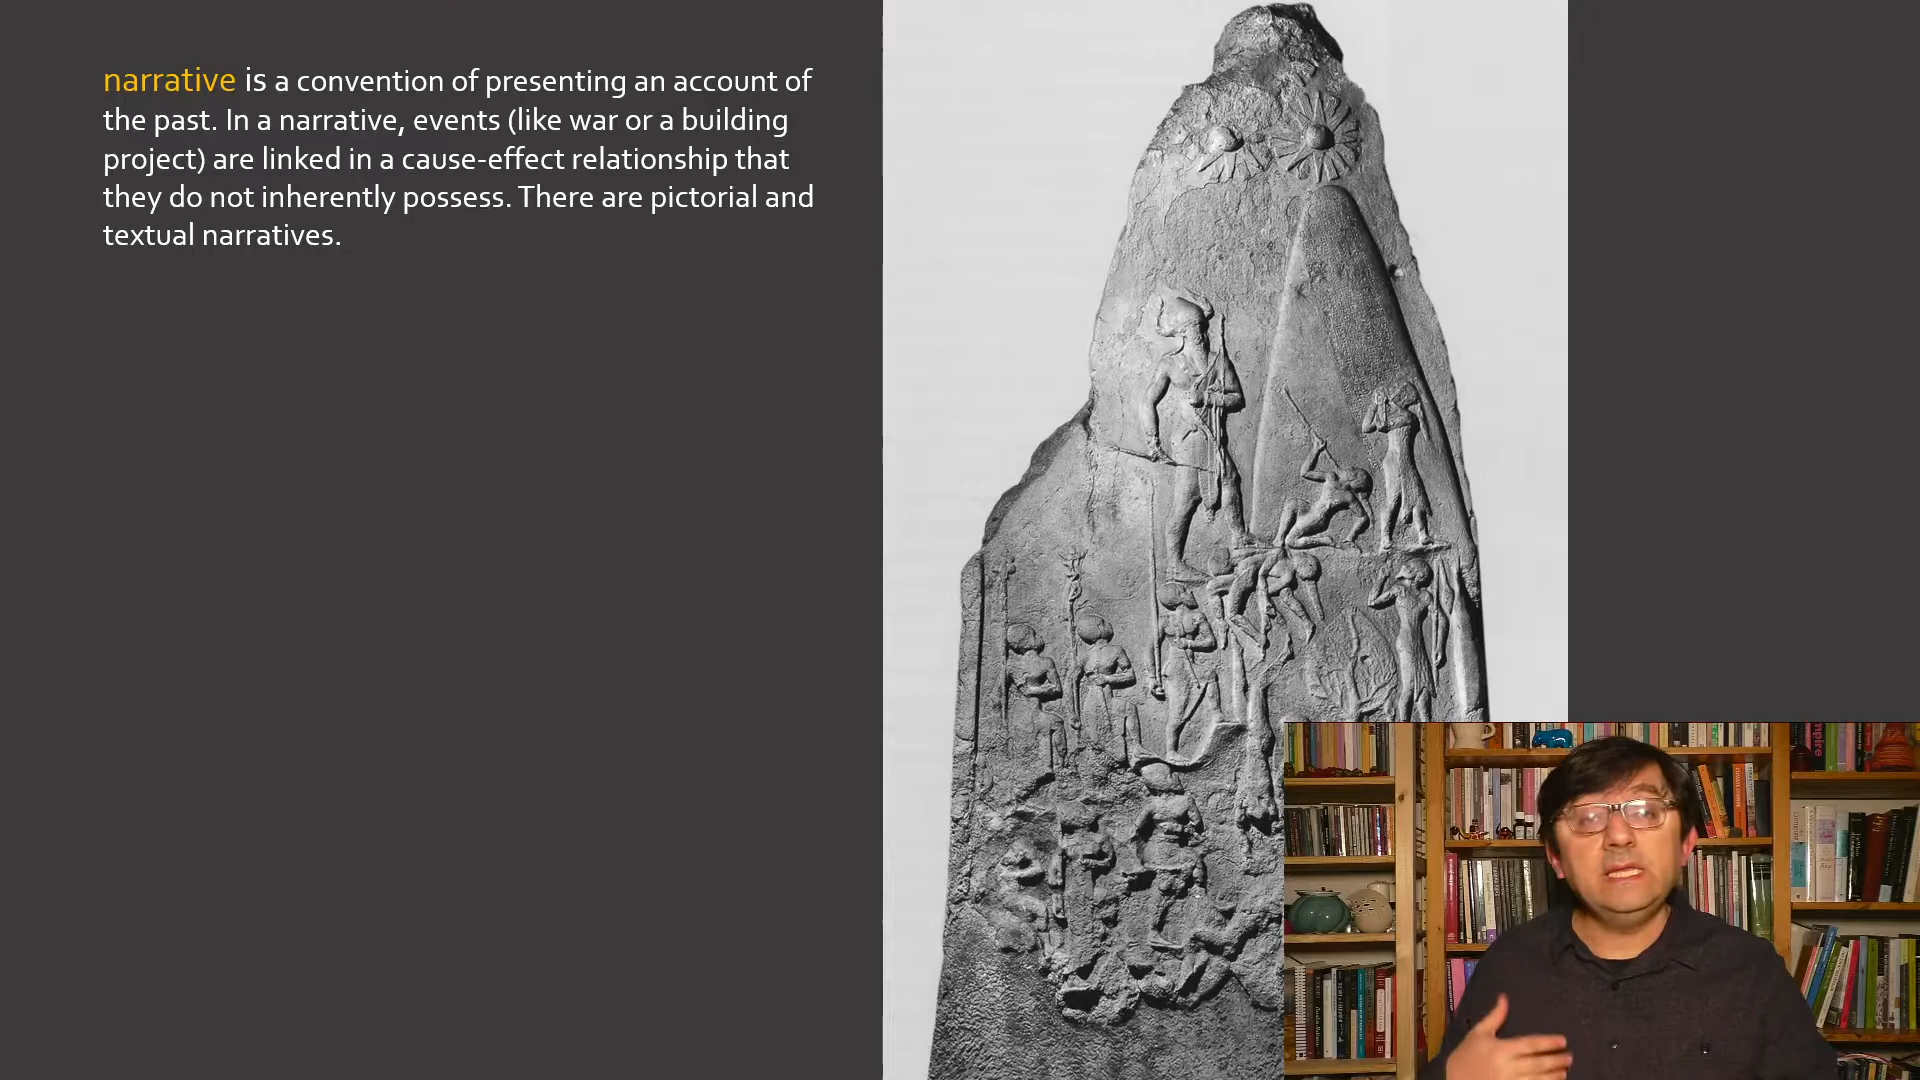 narrative is a convention of presenting an account of
the past. In a narrative, events (like war or a building
project) are linked in a cause-effect relationship that
they do not inherently possess. There are pictorial and
textual narratives.